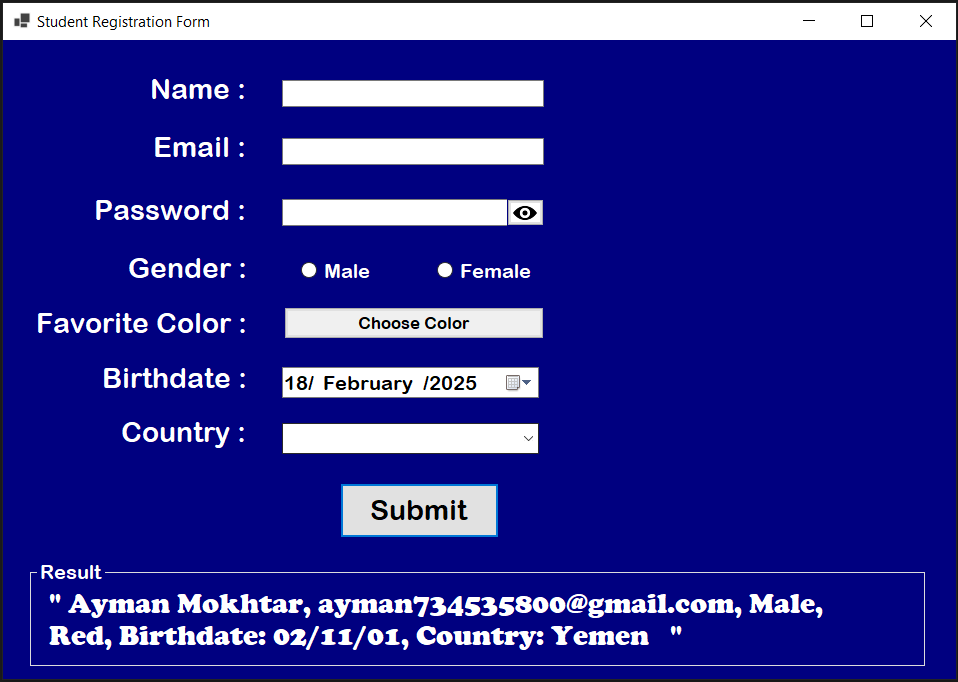 Student Registration Form
Name :
Email :
Password :
Gender : Male Female
Favorite Color : Choose Color
Birthdate : 18/ February /2025
Country :
Submit
Result
" Ayman Mokhtar, ayman734535800@gmail.com, Male,
Red, Birthdate: 02/11/01, Country: Yemen "